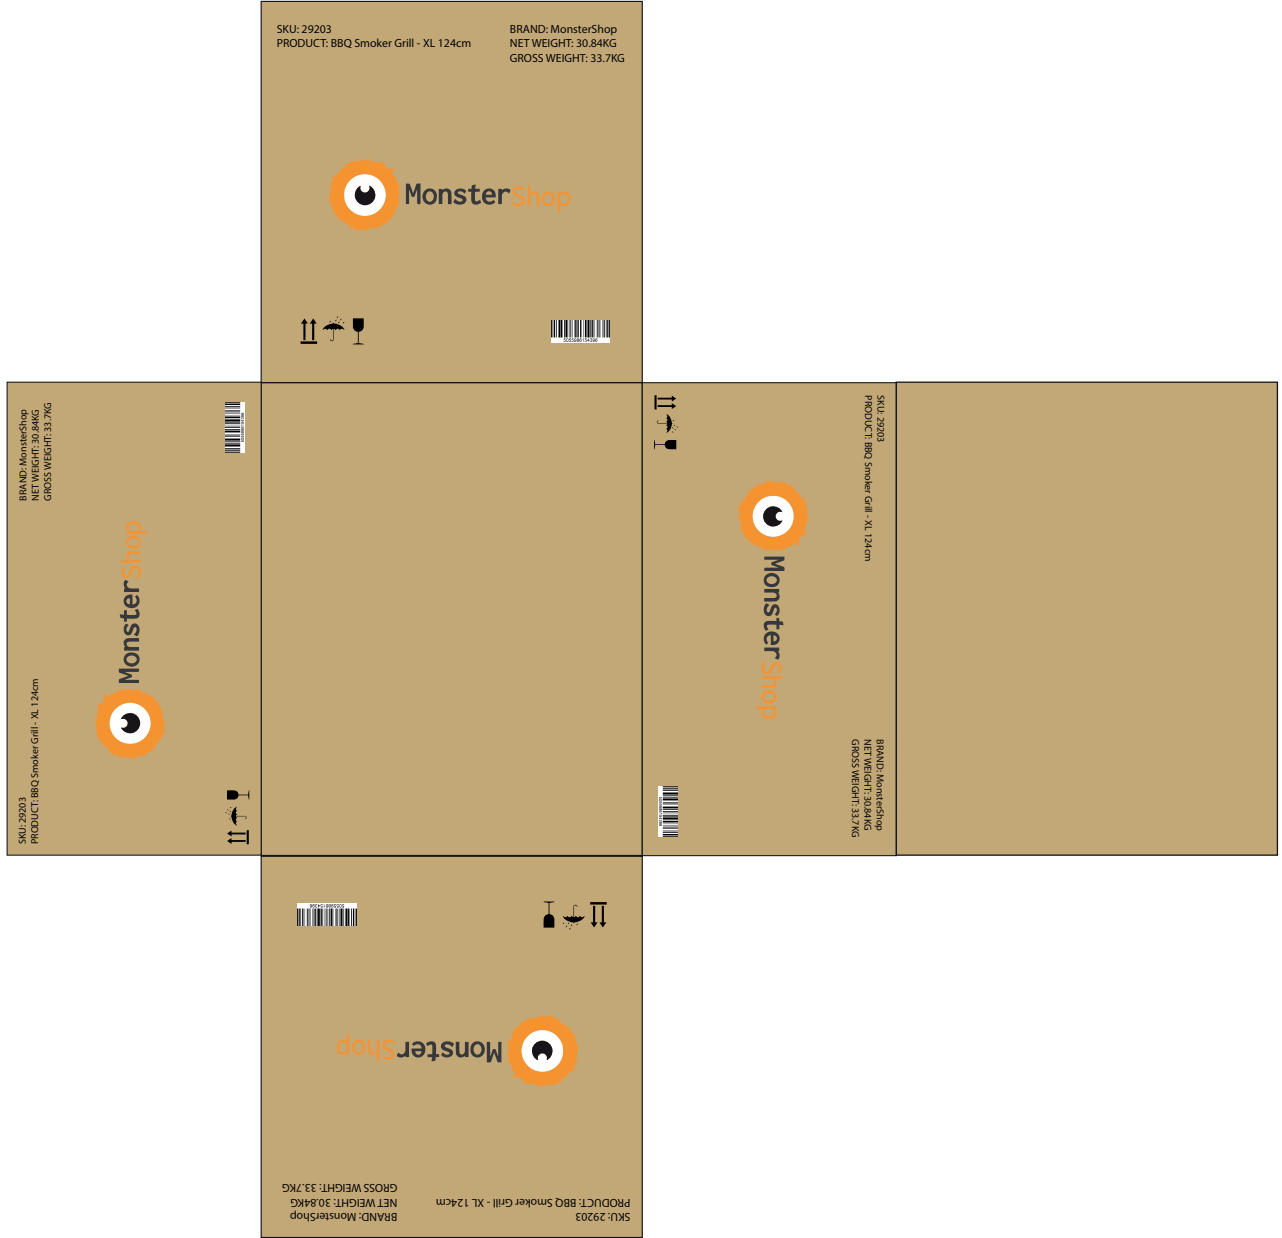 SKU: 29203
PRODUCT: BBQ Smoker Grill - XL 124cm
BRAND: MonsterShop
NET WEIGHT: 30.84KG
GROSS WEIGHT: 33.7KG
MonsterShop
5055986154396
BRAND: MonsterShop
NET WEIGHT: 30.84KG
GROSS WEIGHT: 33.7KG
5055986154396
MonsterShop
SKU: 29203
PRODUCT: BBQ Smoker Grill - XL 124cm
SKU: 29203
PRODUCT: BBQ Smoker Grill - XL 124cm
MonsterShop
BRAND: MonsterShop
NET WEIGHT: 30.84KG
GROSS WEIGHT: 33.7KG
5055986154396
SKU: 29203
PRODUCT: BBQ Smoker Grill - XL 124cm
BRAND: MonsterShop
NET WEIGHT: 30.84KG
GROSS WEIGHT: 33.7KG
MonsterShop
5055986154396